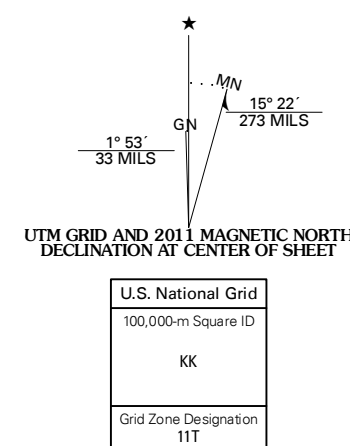 ★
MN
15° 22´
273 MILS
GN
1° 53´
33 MILS
UTM GRID AND 2011 MAGNETIC NORTH
DECLINATION AT CENTER OF SHEET
U.S. National Grid
100,000-m Square ID
KK
Grid Zone Designation
11T